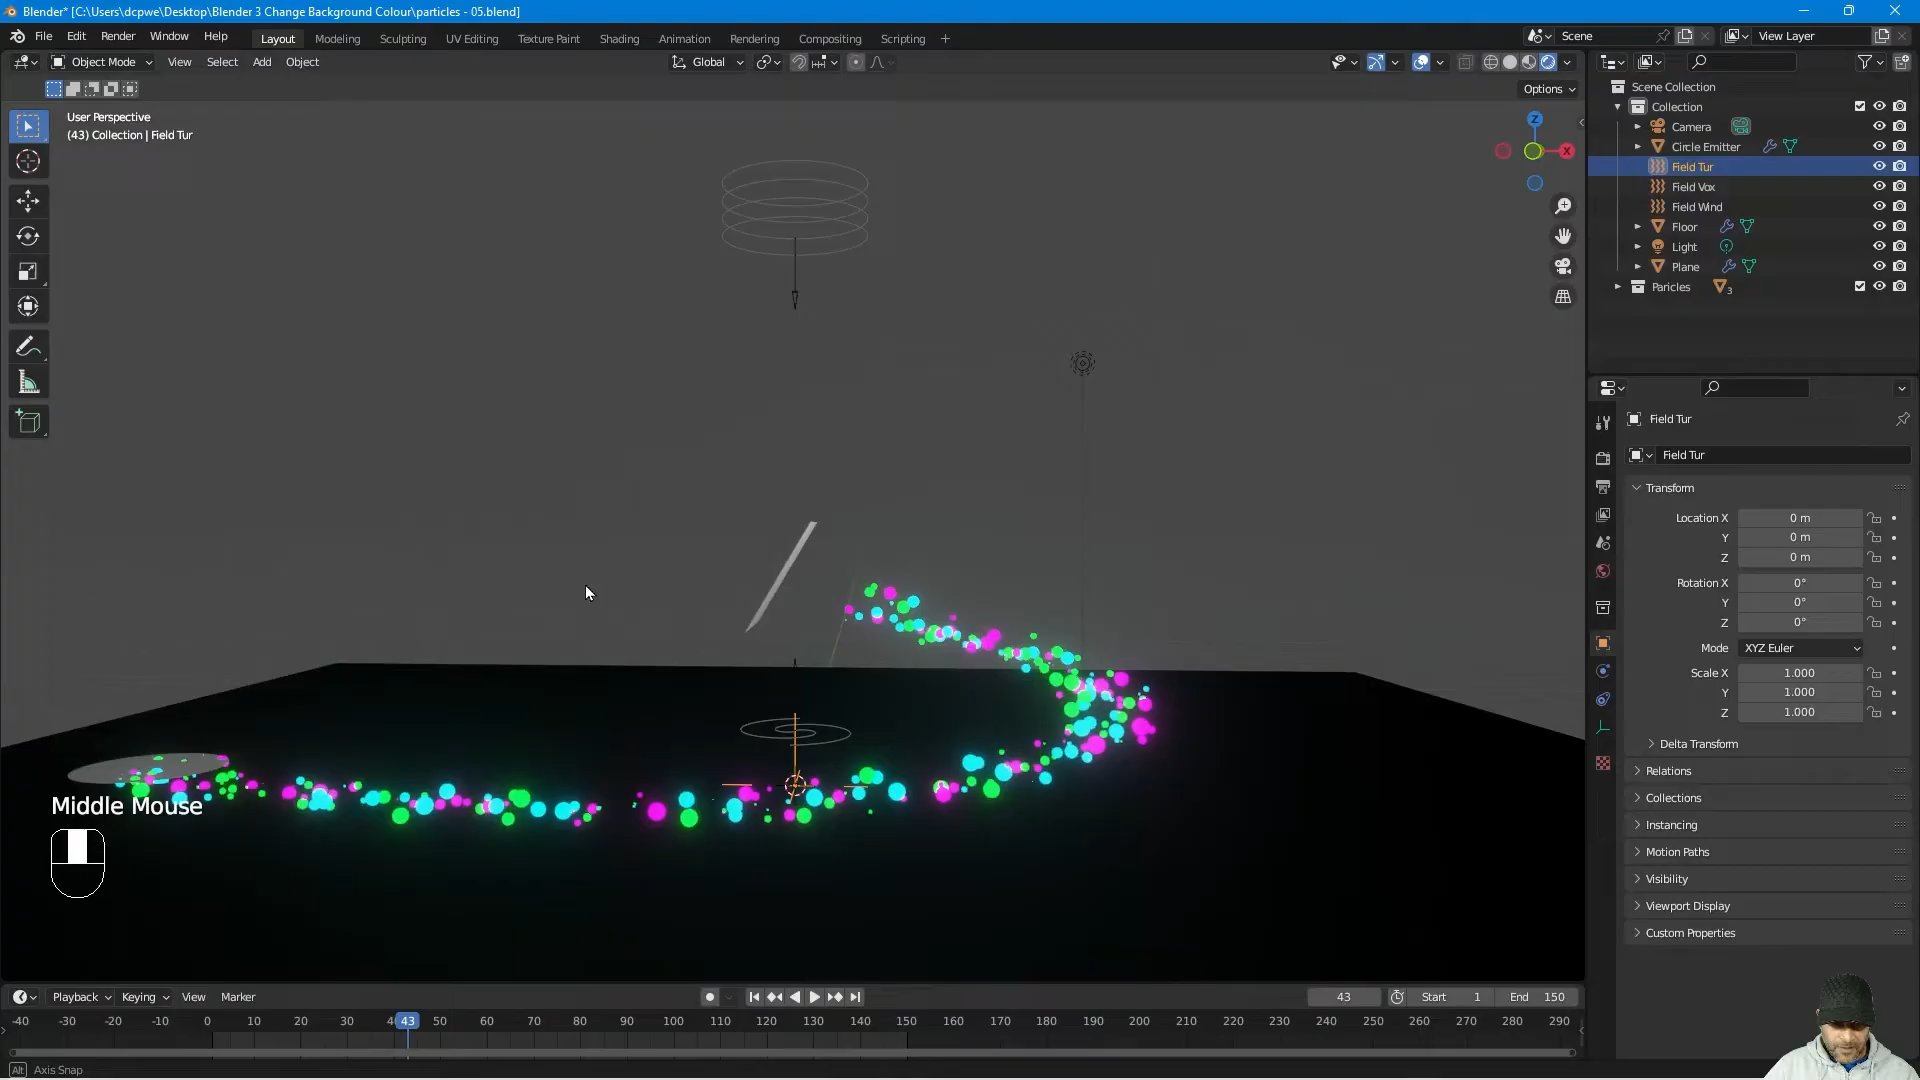 Blender* [C:\Users\dcpwe\Desktop\Blender 3 Change Background Colour\particles - 05.blend]
File Edit Render Window Help Layout Modeling Sculpting UV Editing Texture Paint Shading Animation Rendering Compositing Scripting + Scene View Layer
Object Mode View Select Add Object Global
Options
User Perspective
(43) Collection | Field Tur
Z
X
Middle Mouse
Scene Collection
Collection
Camera
Circle Emitter
Field Tur
Field Vox
Field Wind
Floor
Light
Plane
Paricles 3
Field Tur
Field Tur
Transform
Location X 0 m
Y 0 m
Z 0 m
Rotation X 0°
Y 0°
Z 0°
Mode XYZ Euler
Scale X 1.000
Y 1.000
Z 1.000
Delta Transform
Relations
Collections
Instancing
Motion Paths
Visibility
Viewport Display
Custom Properties
Playback Keying View Marker 43 Start 1 End 150
-40 -30 -20 -10 0 10 20 30 4 43 50 60 70 80 90 100 110 120 130 140 150 160 170 180 190 200 210 220 230 240 250 260 270 280 290
Alt Axis Snap